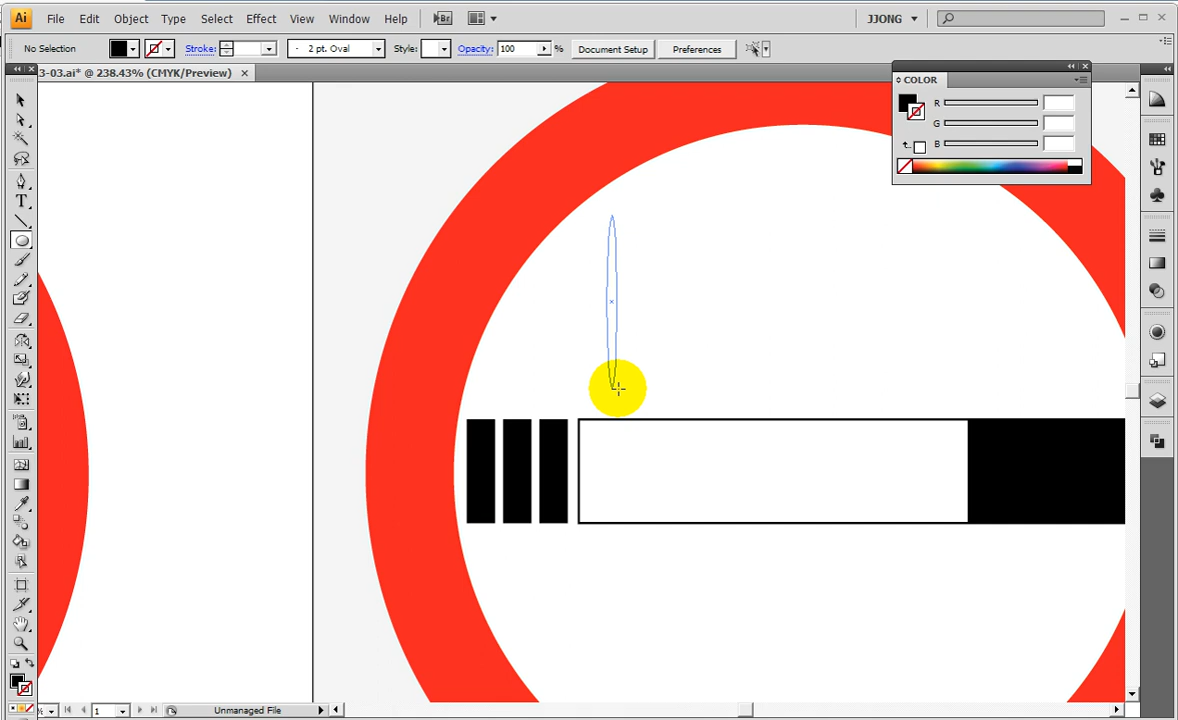 Ai File Edit Object Type Select Effect View Window Help Br JJONG
No Selection Stroke: 2 pt. Oval Style: Opacity: 100 % Document Setup Preferences
3-03.ai* @ 238.43% (CMYK/Preview)
COLOR
R
G
B
T
1 Unmanaged File